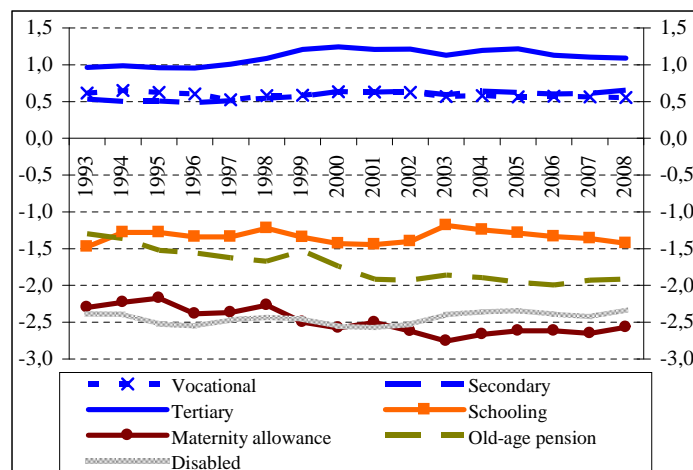 1,5 1,5
1,0 1,0
0,5 0,5
0,0 0,0
1993 1994 1995 1996 1997 1998 1999 2000 2001 2002 2003 2004 2005 2006 2007 2008
-0,5 -0,5
-1,0 -1,0
-1,5 -1,5
-2,0 -2,0
-2,5 -2,5
-3,0 -3,0
Vocational Secondary
Tertiary Schooling
Maternity allowance Old-age pension
Disabled